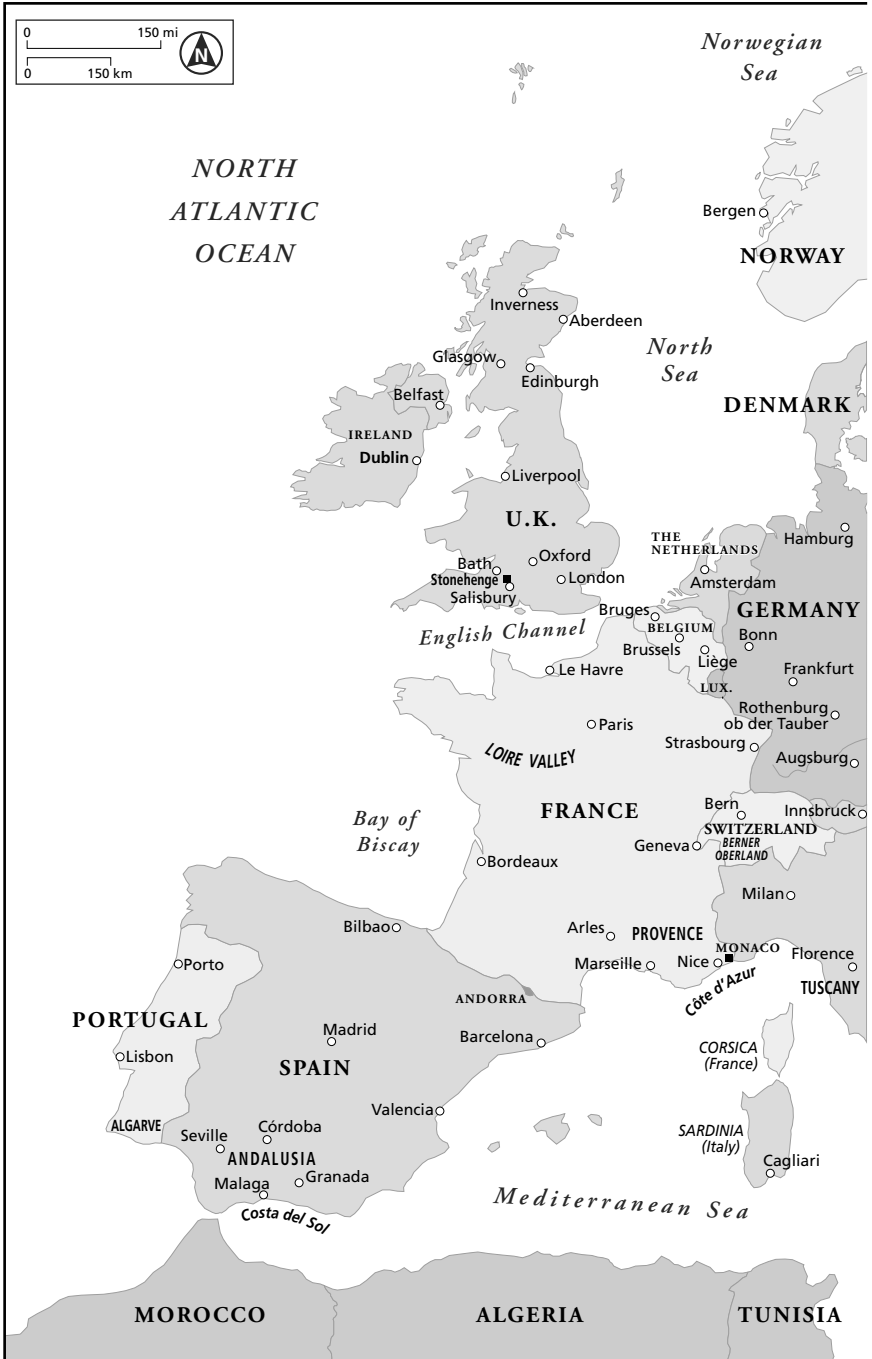 0 150 mi
0 150 km
N
Norwegian
Sea
NORTH
ATLANTIC
OCEAN
Bergen
NORWAY
Inverness
Aberdeen
North
Sea
Glasgow
Edinburgh
DENMARK
Belfast
IRELAND
Dublin
Liverpool
U.K.
Hamburg
THE
NETHERLANDS
Oxford
Bath
Stonehenge
London
Amsterdam
Salisbury
GERMANY
Bruges
BELGIUM
English Channel
Bonn
Brussels
Liège
Le Havre
Frankfurt
LUX.
Rothenburg
ob der Tauber
Paris
Strasbourg
LOIRE VALLEY
Augsburg
Bern
Innsbruck
FRANCE
Bay of
Biscay
SWITZERLAND
BERNER
OBERLAND
Geneva
Bordeaux
Milan
Bilbao
Arles
PROVENCE
MONACO
Florence
Porto
Marseille
Nice
Côte d'Azur
TUSCANY
ANDORRA
PORTUGAL
Madrid
Barcelona
CORSICA
(France)
Lisbon
SPAIN
Valencia
ALGARVE
Córdoba
Seville
SARDINIA
(Italy)
ANDALUSIA
Cagliari
Granada
Malaga
Mediterranean Sea
Costa del Sol
MOROCCO
ALGERIA
TUNISIA